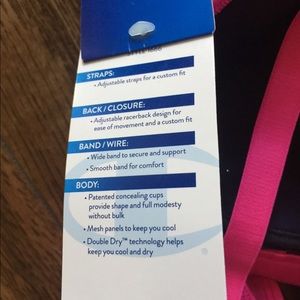 STRAPS:
• Adjustable straps for a custom fit
BACK / CLOSURE:
• Adjustable racerback design for
ease of movement and a custom fit
BAND / WIRE:
• Wide band to secure and support
• Smooth band for comfort
BODY:
• Patented concealing cups
provide shape and full modesty
without bulk
• Mesh panels to keep you cool
• Double Dry™ technology helps
keep you cool and dry
®